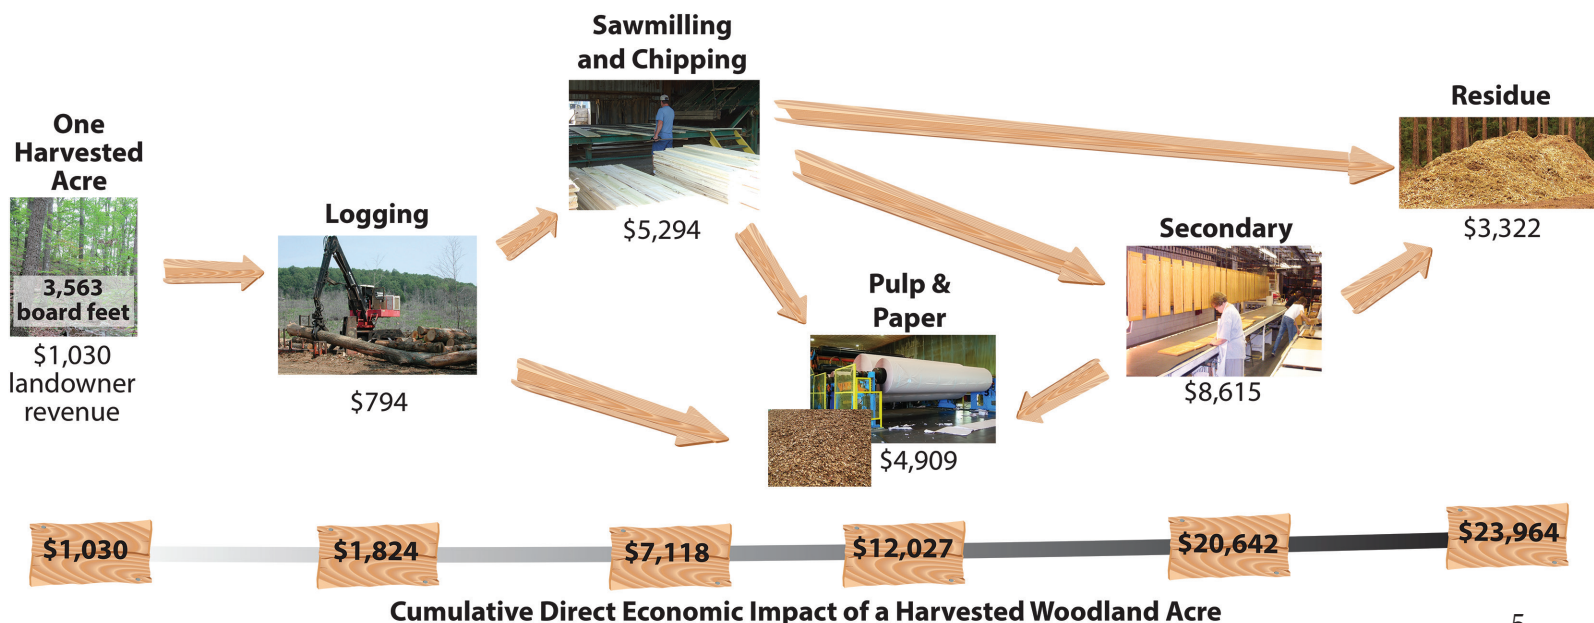 One
Harvested
Acre
3,563
board feet
$1,030
landowner
revenue
Logging
$794
Sawmilling
and Chipping
$5,294
Pulp &
Paper
$4,909
Secondary
$8,615
Residue
$3,322
$1,030
$1,824
$7,118
$12,027
$20,642
$23,964
Cumulative Direct Economic Impact of a Harvested Woodland Acre
5